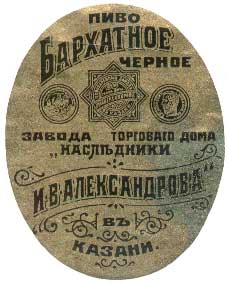 ПИВО
БАРХАТНОЕ
ЧЕРНОЕ
ЗАВОДА ТОРГОВАГО ДОМА
„НАСЛѢДНИКИ
И.В.АЛЕКСАНДРОВА"
ВЪ
КАЗАНИ.